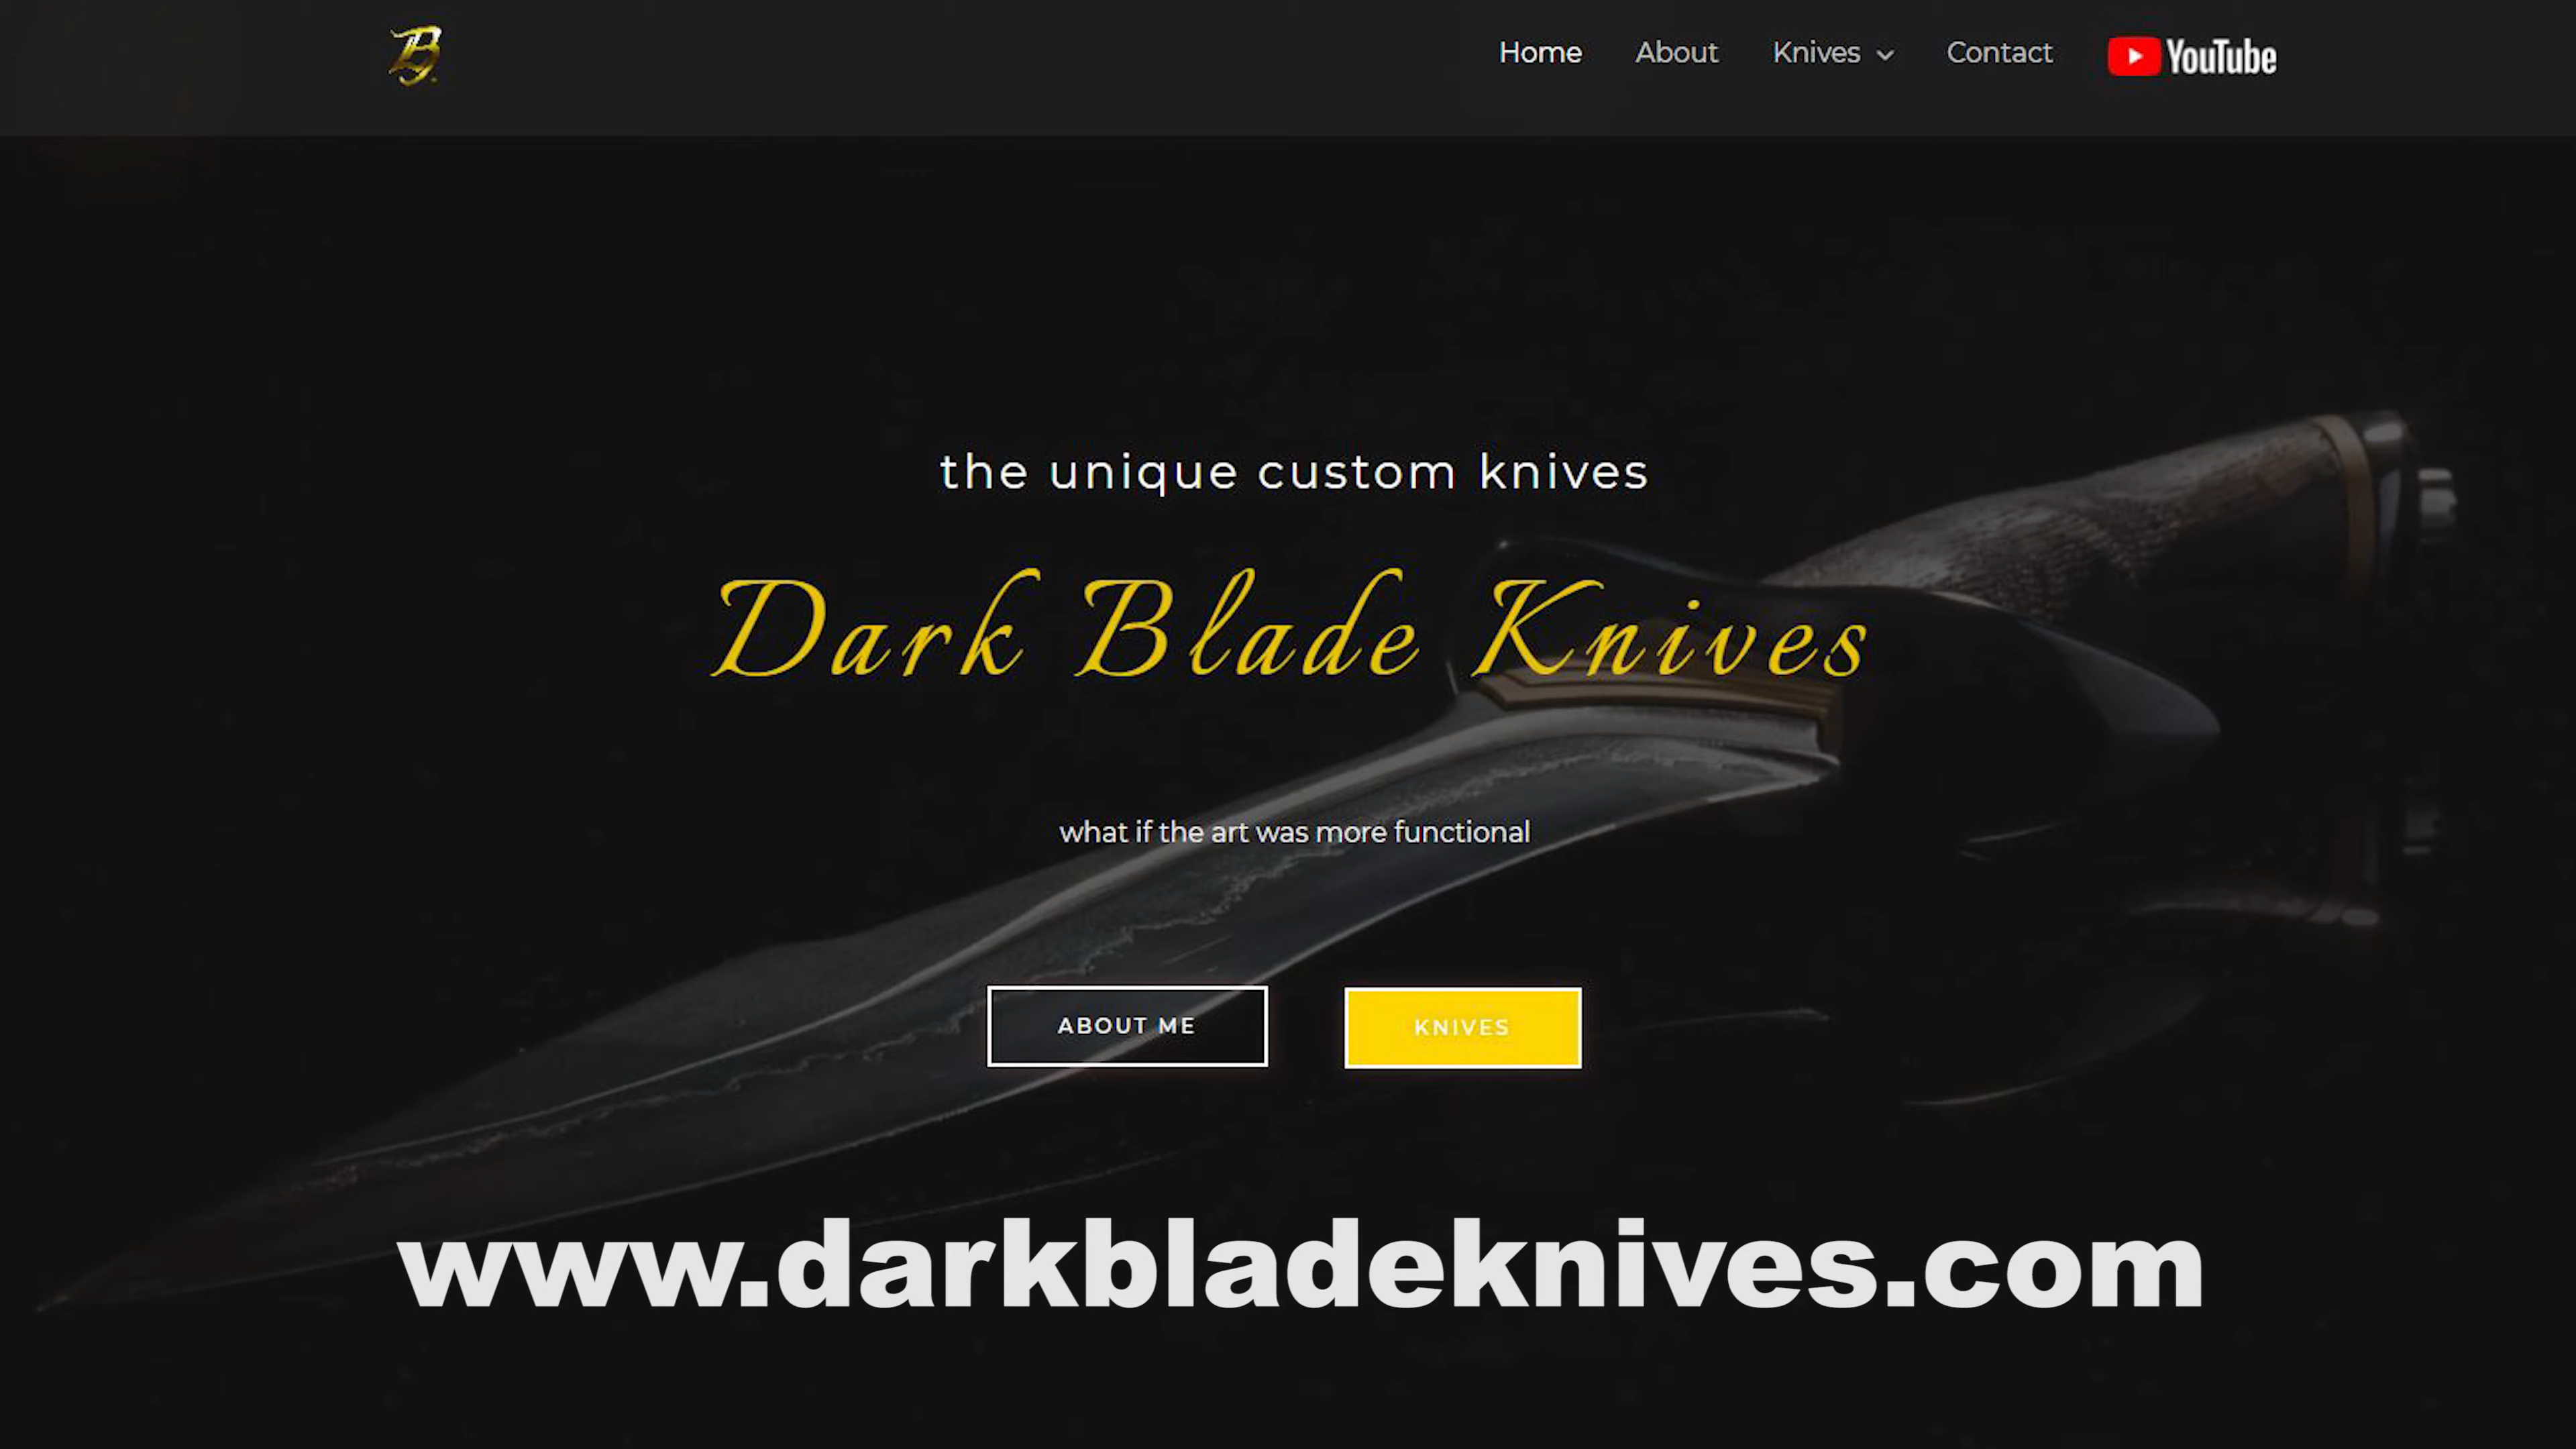 Home About Knives Contact YouTube
the unique custom knives
Dark Blade Knives
what if the art was more functional
ABOUT ME KNIVES
www.darkbladeknives.com